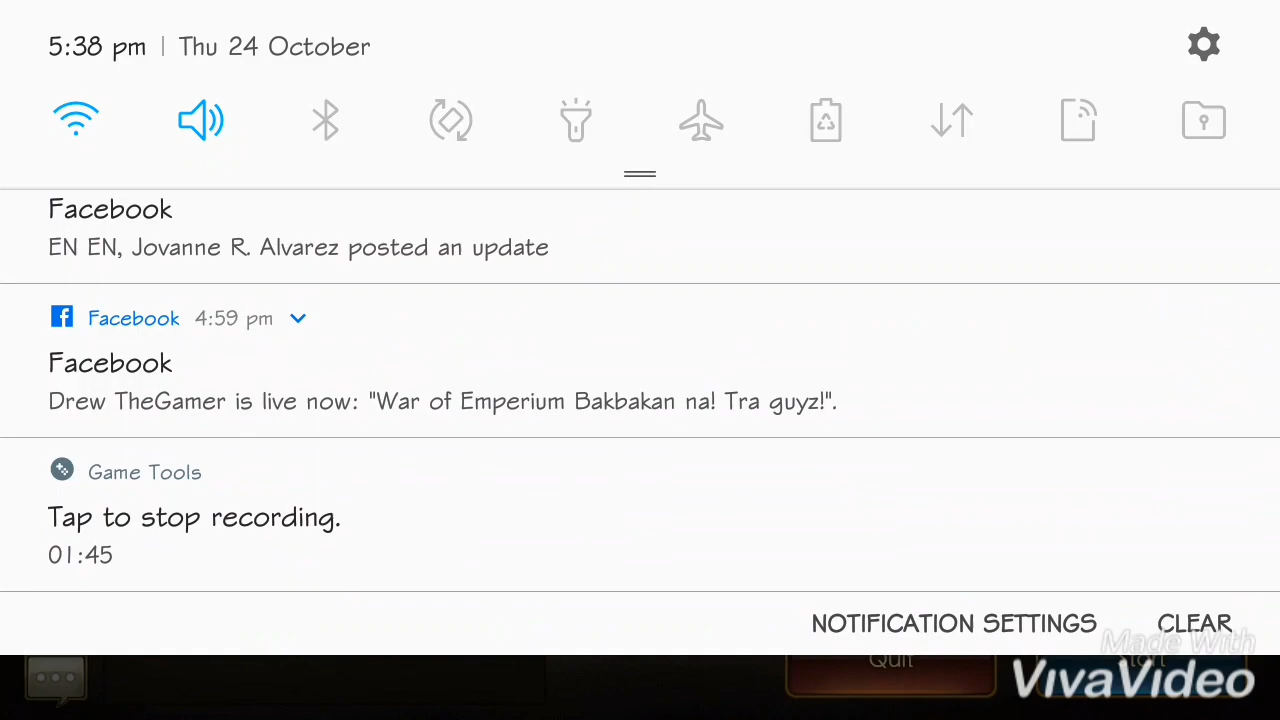 5:38 pm | Thu 24 October
Facebook
EN EN, Jovanne R. Alvarez posted an update
Facebook 4:59 pm
Facebook
Drew TheGamer is live now: "War of Emperium Bakbakan na! Tra guyz!".
Game Tools
Tap to stop recording.
01:45
NOTIFICATION SETTINGS CLEAR
Made With
Quit Start
VivaVideo